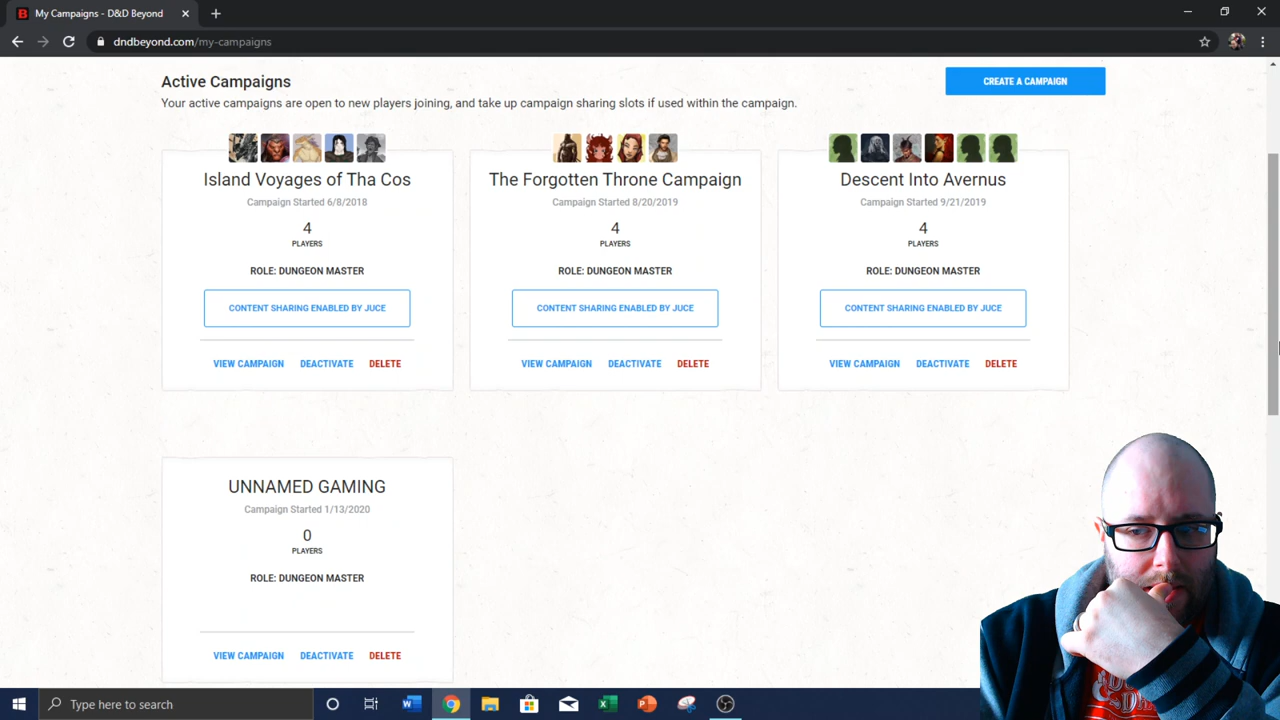 My Campaigns - D&D Beyond
dndbeyond.com/my-campaigns
Active Campaigns
CREATE A CAMPAIGN
Your active campaigns are open to new players joining, and take up campaign sharing slots if used within the campaign.
Island Voyages of Tha Cos
Campaign Started 6/8/2018
4
PLAYERS
ROLE: DUNGEON MASTER
CONTENT SHARING ENABLED BY JUCE
VIEW CAMPAIGN DEACTIVATE DELETE
The Forgotten Throne Campaign
Campaign Started 8/20/2019
4
PLAYERS
ROLE: DUNGEON MASTER
CONTENT SHARING ENABLED BY JUCE
VIEW CAMPAIGN DEACTIVATE DELETE
Descent Into Avernus
Campaign Started 9/21/2019
4
PLAYERS
ROLE: DUNGEON MASTER
CONTENT SHARING ENABLED BY JUCE
VIEW CAMPAIGN DEACTIVATE DELETE
UNNAMED GAMING
Campaign Started 1/13/2020
0
PLAYERS
ROLE: DUNGEON MASTER
VIEW CAMPAIGN DEACTIVATE DELETE
Type here to search